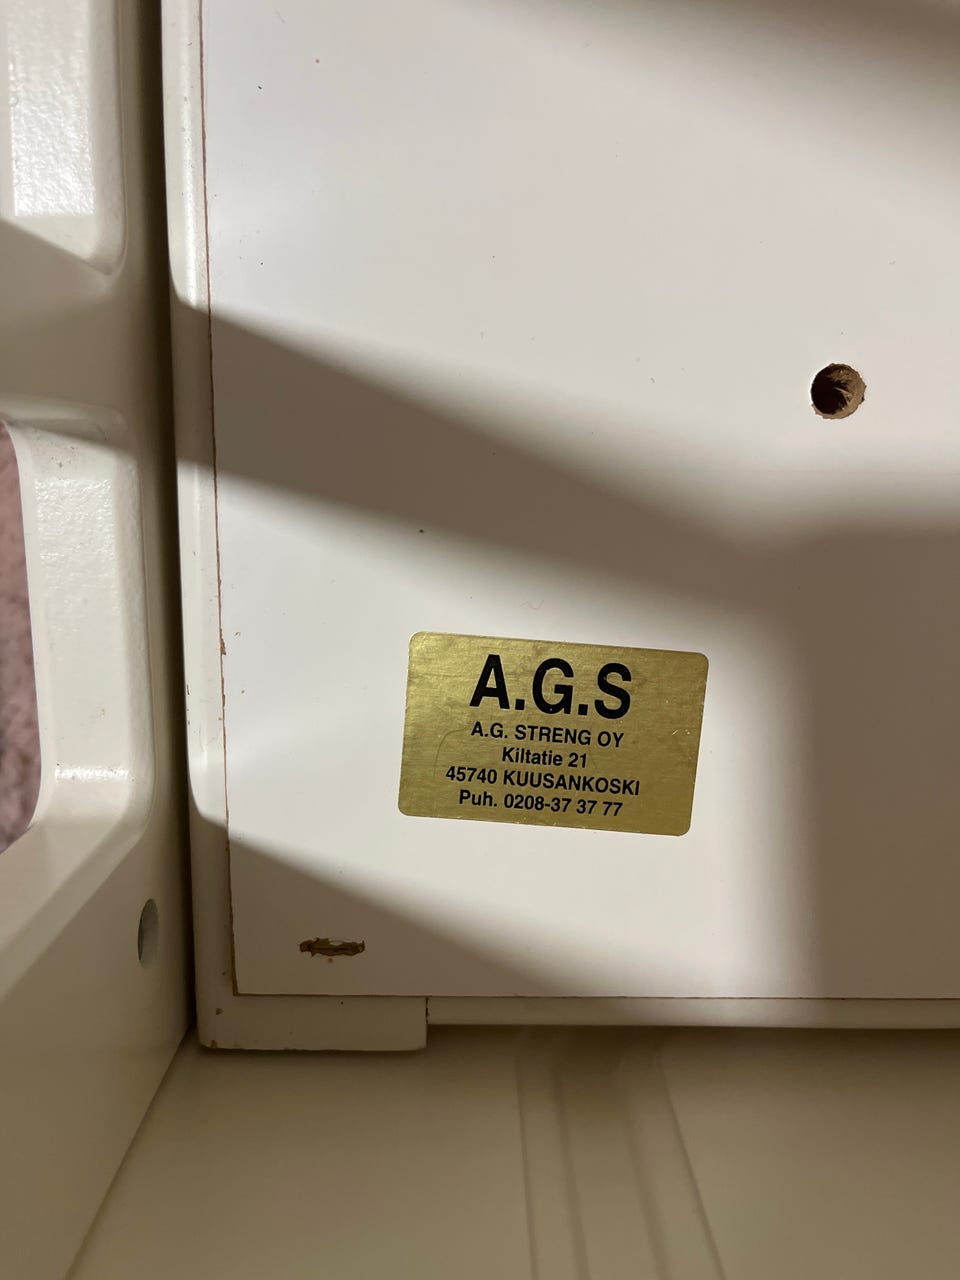 A.G.S
A.G. STRENG OY
Kiltatie 21
45740 KUUSANKOSKI
Puh. 0208-37 37 77